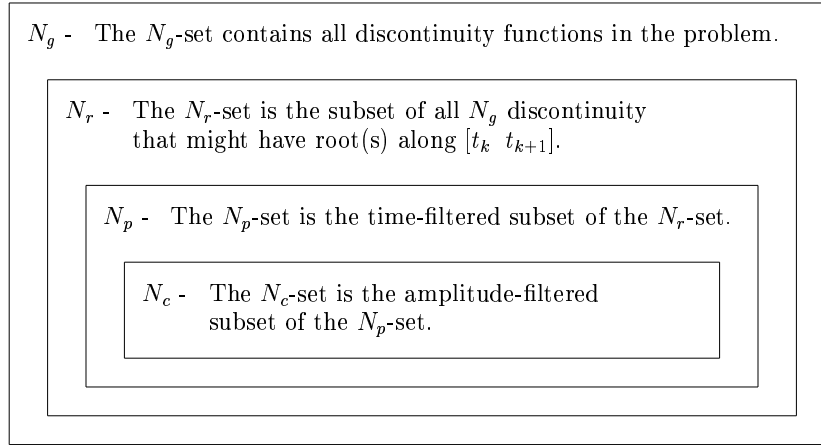 N_g - The N_g-set contains all discontinuity functions in the problem.
N_r - The N_r-set is the subset of all N_g discontinuity
that might have root(s) along [t_k t_{k+1}].
N_p - The N_p-set is the time-filtered subset of the N_r-set.
N_c - The N_c-set is the amplitude-filtered
subset of the N_p-set.